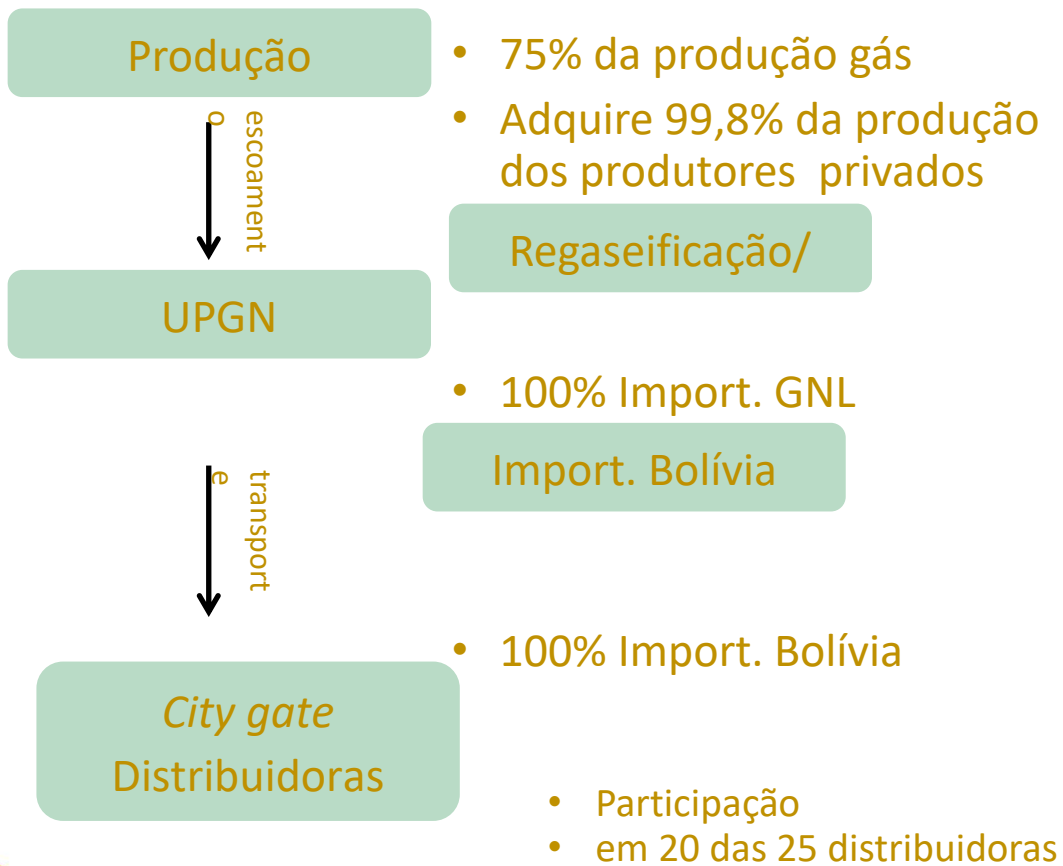 Produção
• 75% da produção gás
• Adquire 99,8% da produção
dos produtores privados
escoament
o
Regaseificação/
UPGN
• 100% Import. GNL
Import. Bolívia
transport
e
• 100% Import. Bolívia
City gate
Distribuidoras
• Participação
• em 20 das 25 distribuidoras